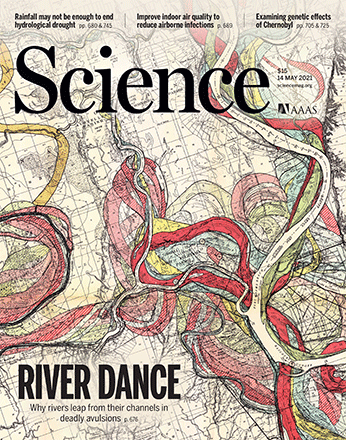 Rainfall may not be enough to end
hydrological drought pp. 680 & 745
Improve indoor air quality to
reduce airborne infections p. 689
Examining genetic effects
of Chernobyl pp. 705 & 725
Science
$15
14 MAY 2021
sciencemag.org
AAAS
RIVER DANCE
Why rivers leap from their channels in
deadly avulsions p. 676